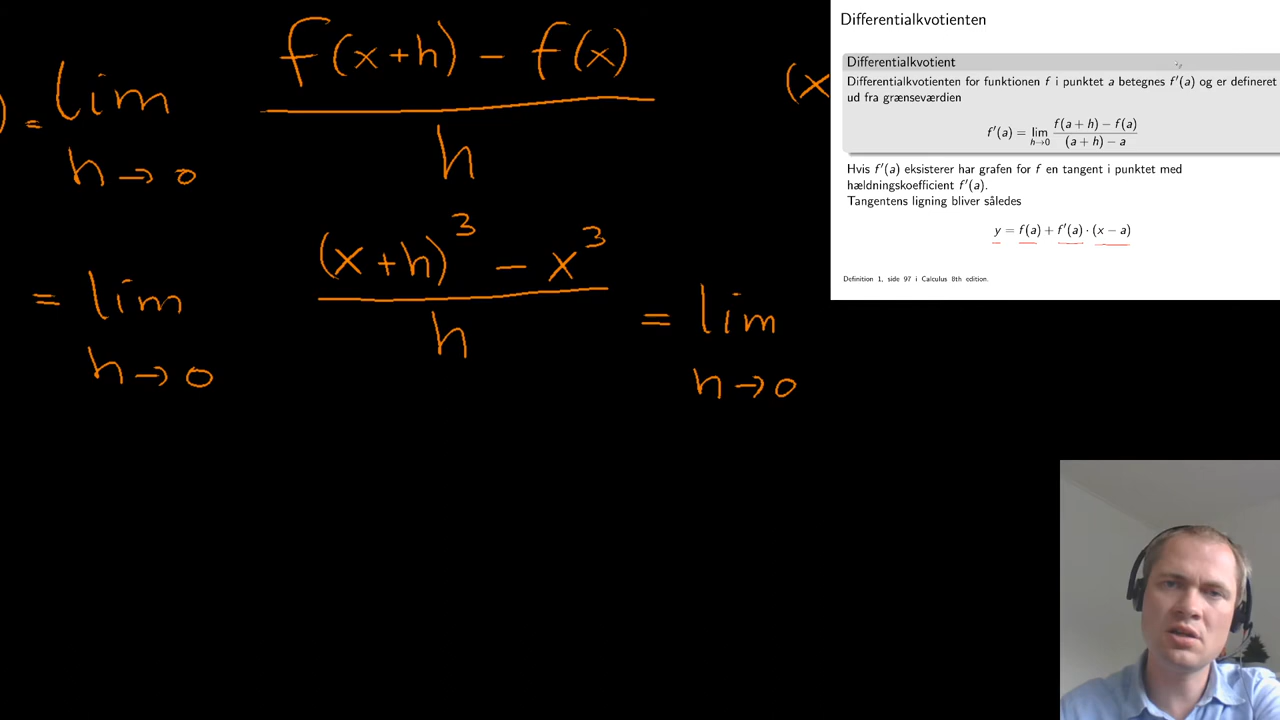 ) = lim f(x+h) - f(x)
h → 0 h
= lim (x+h)³ - x³
h → 0 h
= lim
h → 0
(x
Differentialkvotienten
Differentialkvotient
Differentialkvotienten for funktionen f i punktet a betegnes f′(a) og er defineret
ud fra grænseværdien
f′(a) = lim h→0 f(a + h) − f(a) / (a + h) − a
Hvis f′(a) eksisterer har grafen for f en tangent i punktet med
hældningskoefficient f′(a).
Tangentens ligning bliver således
y = f(a) + f′(a) · (x − a)
Definition 1, side 97 i Calculus 8th edition.